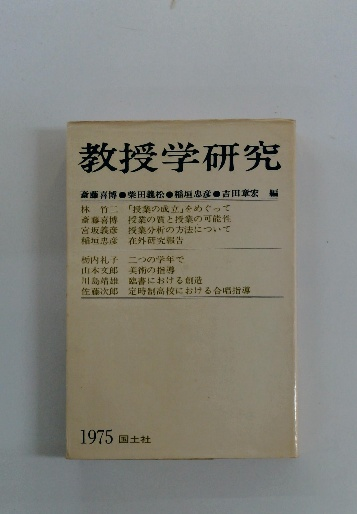 教授学研究
斎藤喜博●柴田義松●稲垣忠彦●吉田章宏 編
林 竹二 「授業の成立」をめぐって
斎藤喜博 授業の質と授業の可能性
宮坂義彦 授業分析の方法について
稲垣忠彦 在外研究報告
栃内礼子 二つの学年で
山本文郎 美術の指導
川島靖雄 臨書における創造
佐藤次郎 定時制高校における合唱指導
1975 国土社